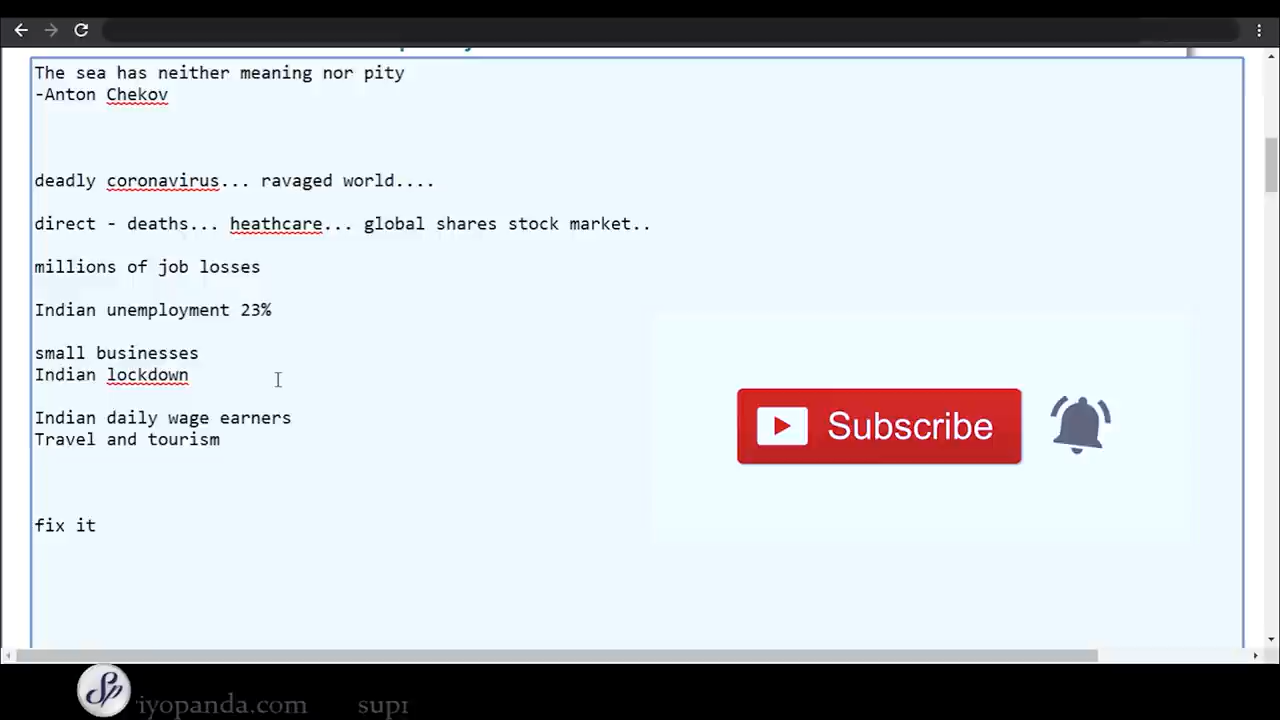 The sea has neither meaning nor pity
-Anton Chekov
deadly coronavirus... ravaged world....
direct - deaths... heathcare... global shares stock market..
millions of job losses
Indian unemployment 23%
small businesses
Indian lockdown
Indian daily wage earners
Travel and tourism
fix it
Subscribe
iyopanda.com supr